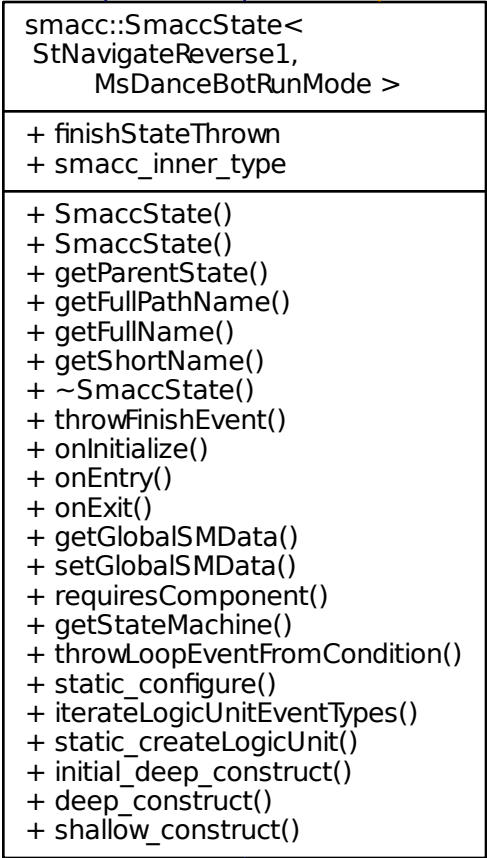 smacc::SmaccState<
StNavigateReverse1,
MsDanceBotRunMode >
+ finishStateThrown
+ smacc_inner_type
+ SmaccState()
+ SmaccState()
+ getParentState()
+ getFullPathName()
+ getFullName()
+ getShortName()
+ ~SmaccState()
+ throwFinishEvent()
+ onInitialize()
+ onEntry()
+ onExit()
+ getGlobalSMData()
+ setGlobalSMData()
+ requiresComponent()
+ getStateMachine()
+ throwLoopEventFromCondition()
+ static_configure()
+ iterateLogicUnitEventTypes()
+ static_createLogicUnit()
+ initial_deep_construct()
+ deep_construct()
+ shallow_construct()